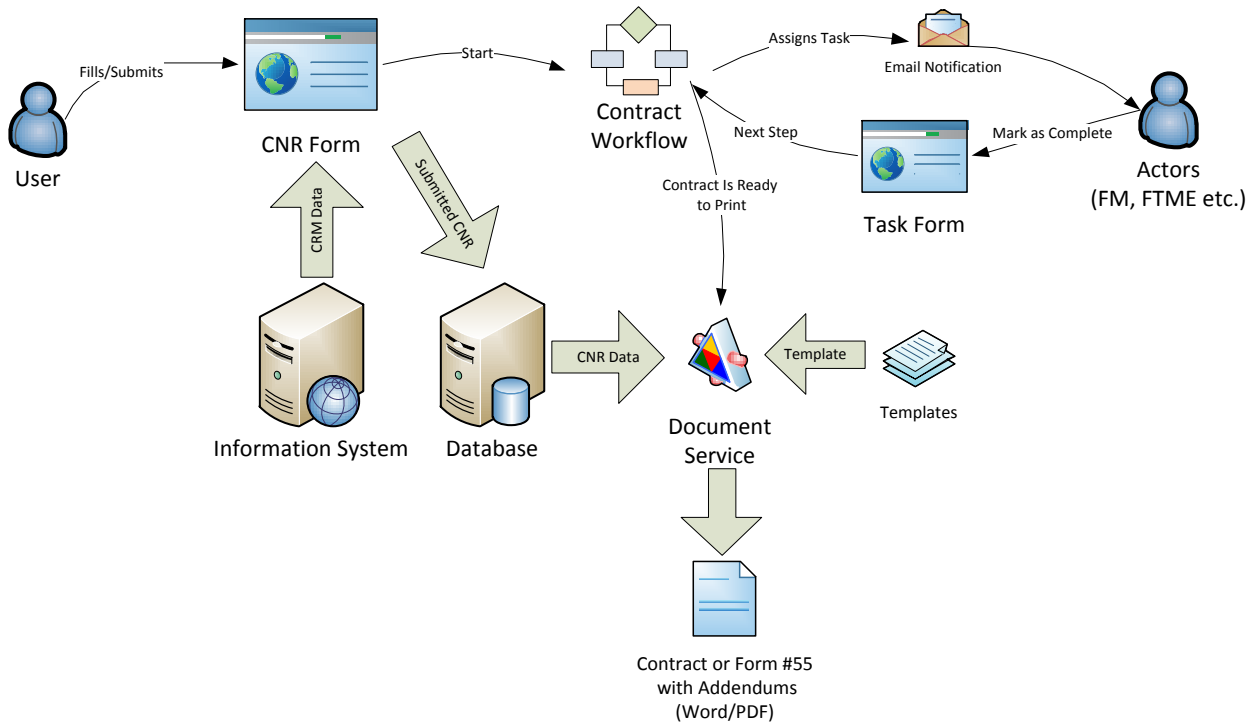 Fills/Submits
User
CNR Form
Start
Contract
Workflow
Assigns Task
Email Notification
Mark as Complete
Actors
(FM, FTME etc.)
Task Form
Next Step
Contract Is Ready
to Print
CRM Data
Submitted CNR
Information System
Database
CNR Data
Document
Service
Template
Templates
Contract or Form #55
with Addendums
(Word/PDF)